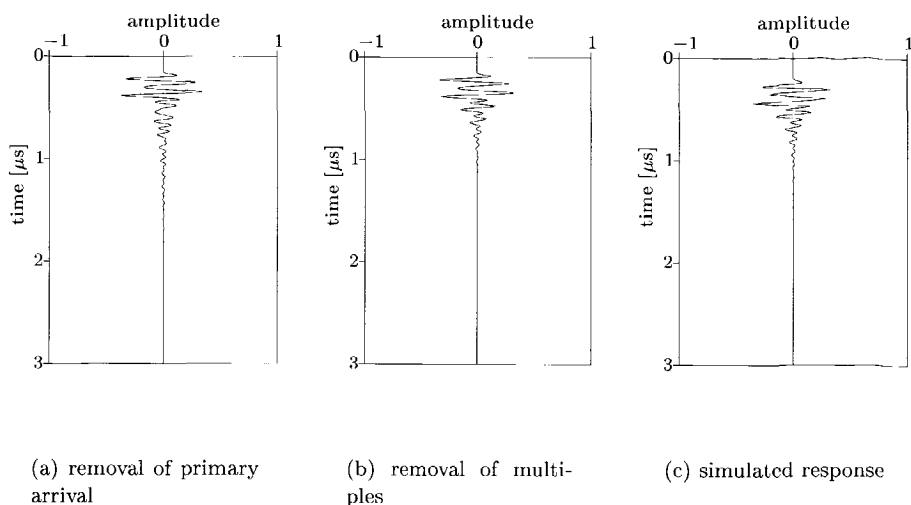 amplitude
−1 0 1
0
1
2
3
time [μs]
(a) removal of primary
arrival
amplitude
−1 0 1
0
1
2
3
time [μs]
(b) removal of multi-
ples
amplitude
−1 0 1
0
1
2
3
time [μs]
(c) simulated response